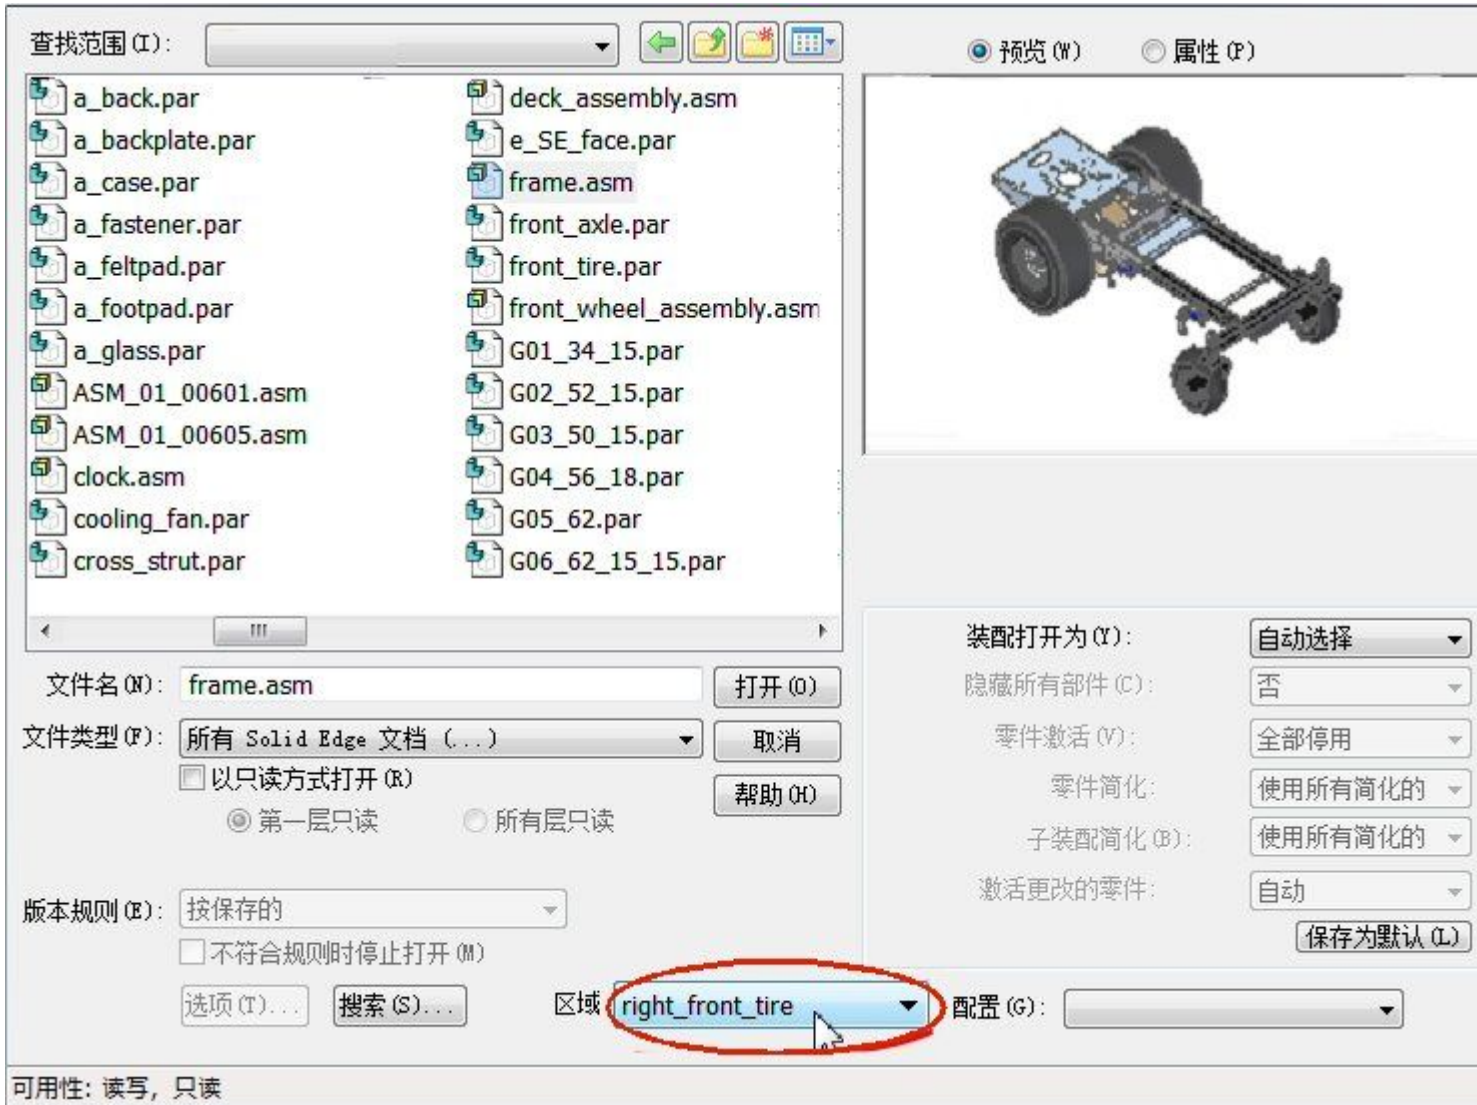 查找范围(I):
预览(W) 属性(P)
a_back.par
a_backplate.par
a_case.par
a_fastener.par
a_feltpad.par
a_footpad.par
a_glass.par
ASM_01_00601.asm
ASM_01_00605.asm
clock.asm
cooling_fan.par
cross_strut.par
deck_assembly.asm
e_SE_face.par
frame.asm
front_axle.par
front_tire.par
front_wheel_assembly.asm
G01_34_15.par
G02_52_15.par
G03_50_15.par
G04_56_18.par
G05_62.par
G06_62_15_15.par
文件名(N): frame.asm 打开(O)
文件类型(F): 所有 Solid Edge 文档 (...) 取消
以只读方式打开(R)
帮助(H)
第一层只读 所有层只读
版本规则(E): 按保存的
不符合规则时停止打开(M)
选项(T)... 搜索(S)...
装配打开为(Y): 自动选择
隐藏所有部件(C): 否
零件激活(V): 全部停用
零件简化: 使用所有简化的
子装配简化(B): 使用所有简化的
激活更改的零件: 自动
保存为默认(L)
区域 right_front_tire 配置(G):
可用性: 读写, 只读